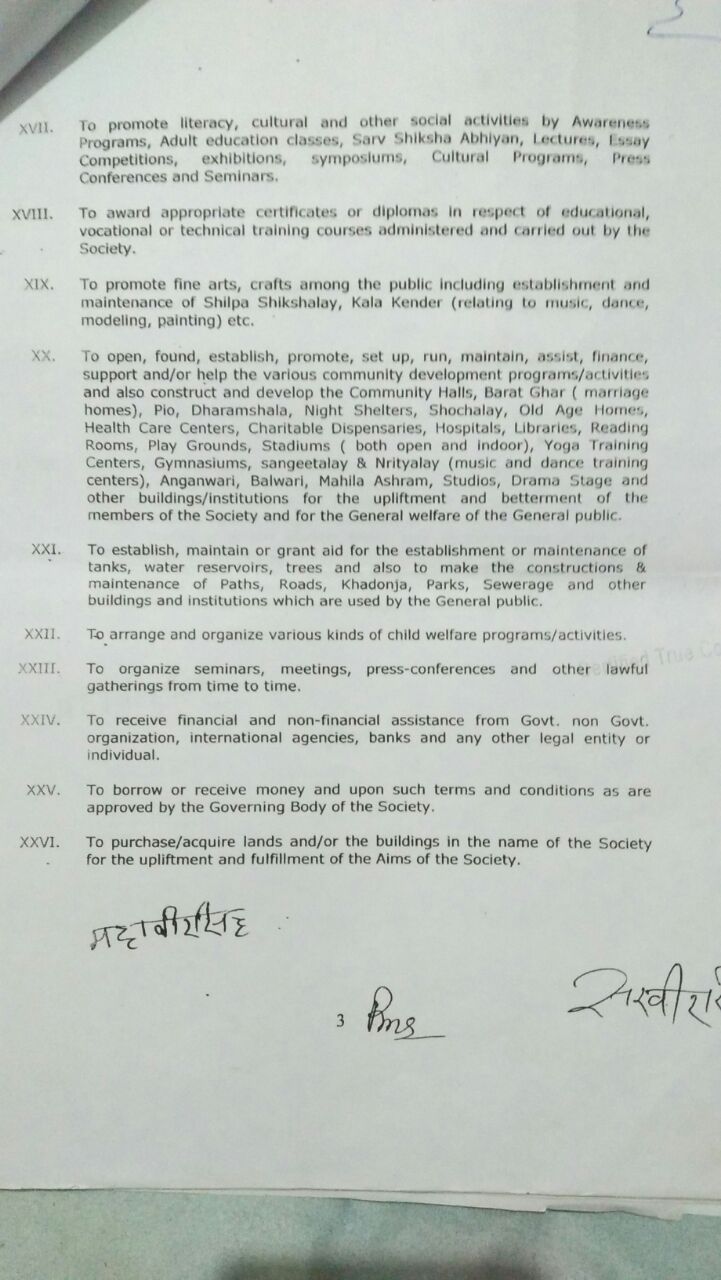 XVII. To promote literacy, cultural and other social activities by Awareness
Programs, Adult education classes, Sarv Shiksha Abhiyan, Lectures, Essay
Competitions, exhibitions, symposiums, Cultural Programs, Press
Conferences and Seminars.
XVIII. To award appropriate certificates or diplomas in respect of educational,
vocational or technical training courses administered and carried out by the
Society.
XIX. To promote fine arts, crafts among the public including establishment and
maintenance of Shilpa Shikshalay, Kala Kender (relating to music, dance,
modeling, painting) etc.
XX. To open, found, establish, promote, set up, run, maintain, assist, finance,
support and/or help the various community development programs/activities
and also construct and develop the Community Halls, Barat Ghar ( marriage
homes), Pio, Dharamshala, Night Shelters, Shochalay, Old Age Homes,
Health Care Centers, Charitable Dispensaries, Hospitals, Libraries, Reading
Rooms, Play Grounds, Stadiums ( both open and indoor), Yoga Training
Centers, Gymnasiums, sangeetalay & Nrityalay (music and dance training
centers), Anganwari, Balwari, Mahila Ashram, Studios, Drama Stage and
other buildings/institutions for the upliftment and betterment of the
members of the Society and for the General welfare of the General public.
XXI. To establish, maintain or grant aid for the establishment or maintenance of
tanks, water reservoirs, trees and also to make the constructions &
maintenance of Paths, Roads, Khadonja, Parks, Sewerage and other
buildings and institutions which are used by the General public.
XXII. To arrange and organize various kinds of child welfare programs/activities.
XXIII. To organize seminars, meetings, press-conferences and other lawful
True
gatherings from time to time.
XXIV. To receive financial and non-financial assistance from Govt. non Govt.
organization, international agencies, banks and any other legal entity or
individual.
XXV. To borrow or receive money and upon such terms and conditions as are
approved by the Governing Body of the Society.
XXVI. To purchase/acquire lands and/or the buildings in the name of the Society
for the upliftment and fulfillment of the Aims of the Society.
महावीरसिंह
3